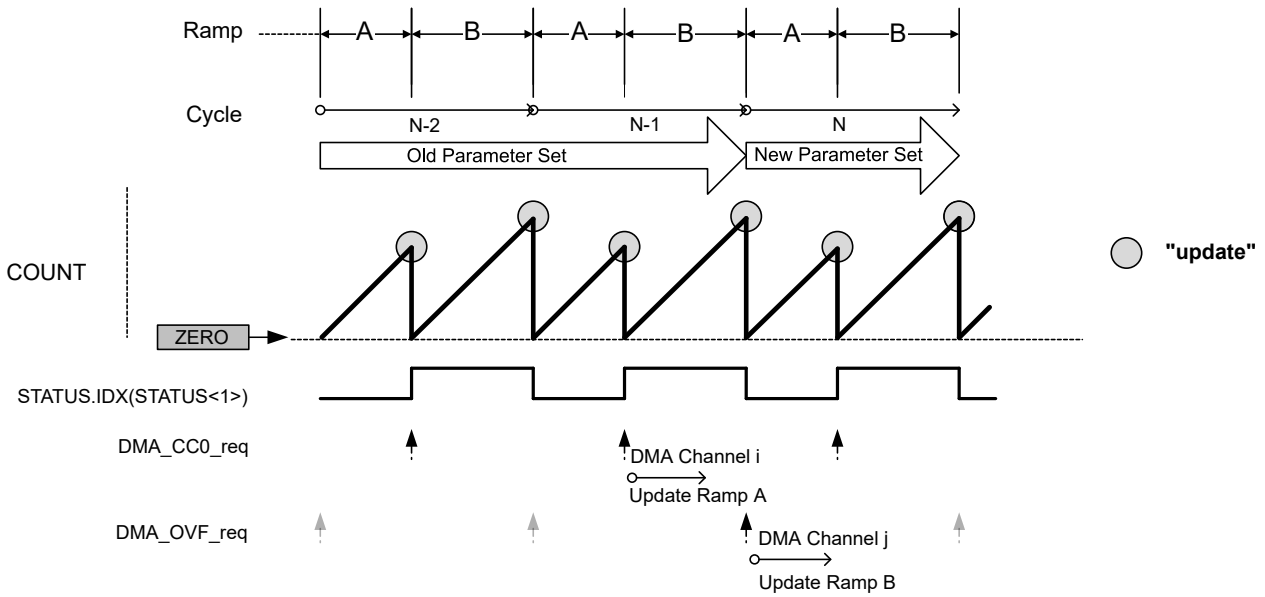 Ramp A B A B A B
Cycle
N-2 N-1 N
Old Parameter Set New Parameter Set
"update"
COUNT
ZERO
STATUS.IDX(STATUS<1>)
DMA_CC0_req
DMA Channel i
Update Ramp A
DMA_OVF_req
DMA Channel j
Update Ramp B